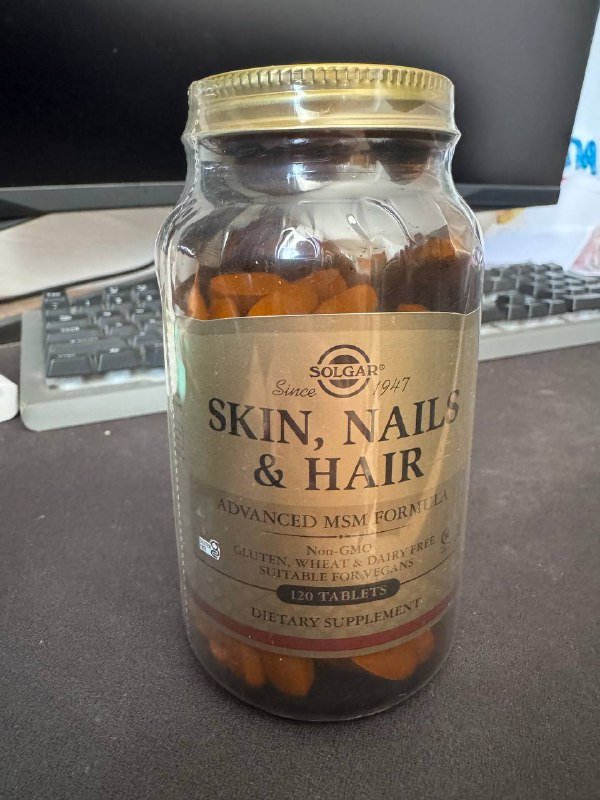 SOLGAR®
Since 1947
SKIN, NAILS
& HAIR
ADVANCED MSM FORMULA
Non-GMO
GLUTEN, WHEAT & DAIRY FREE
SUITABLE FOR VEGANS
120 TABLETS
DIETARY SUPPLEMENT